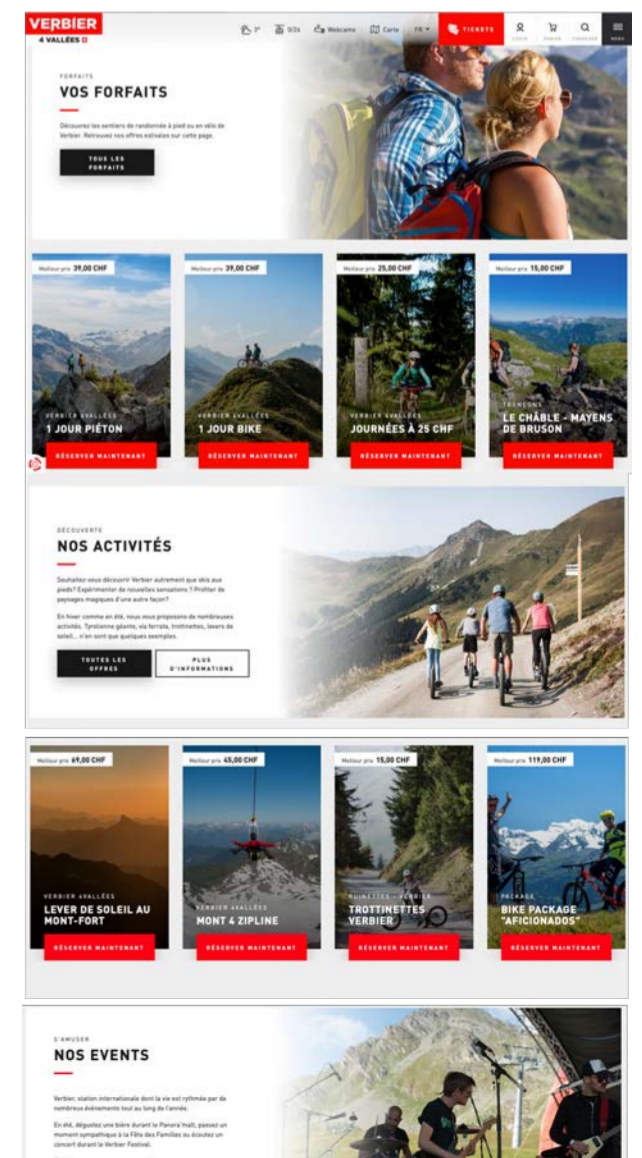 VERBIER
4 VALLÉES
3° 0/26 Webcams Carte FR TICKETS LOGIN PANIER MENU
FORFAITS
VOS FORFAITS
Découvrez les sentiers de randonnée à pied ou en vélo de
Verbier. Retrouvez nos offres estivales sur cette page.
TOUS LES
FORFAITS
Meilleur prix 39,00 CHF
VERBIER 4VALLÉES
1 JOUR PIÉTON
RÉSERVER MAINTENANT
Meilleur prix 39,00 CHF
VERBIER 4VALLÉES
1 JOUR BIKE
RÉSERVER MAINTENANT
Meilleur prix 25,00 CHF
VERBIER 4VALLÉES
JOURNÉES À 25 CHF
RÉSERVER MAINTENANT
Meilleur prix 15,00 CHF
TRONÇONS
LE CHÂBLE - MAYENS
DE BRUSON
RÉSERVER MAINTENANT
DÉCOUVERTE
NOS ACTIVITÉS
Souhaitez-vous découvrir Verbier autrement que skis aux
pieds? Expérimenter de nouvelles sensations ? Profiter de
paysages magiques d'une autre façon?
En hiver comme en été, nous vous proposons de nombreuses
activités. Tyrolienne géante, via ferrata, trottinettes, levers de
soleil... n'en sont que quelques exemples.
TOUTES LES
OFFRES
PLUS
D'INFORMATIONS
Meilleur prix 69,00 CHF
VERBIER 4VALLÉES
LEVER DE SOLEIL AU
MONT-FORT
RÉSERVER MAINTENANT
Meilleur prix 45,00 CHF
VERBIER 4VALLÉES
MONT 4 ZIPLINE
RÉSERVER MAINTENANT
Meilleur prix 15,00 CHF
RUINETTES - VERBIER
TROTTINETTES
VERBIER
RÉSERVER MAINTENANT
Meilleur prix 119,00 CHF
PACKAGE
BIKE PACKAGE
"AFICIONADOS"
RÉSERVER MAINTENANT
S'AMUSER
NOS EVENTS
Verbier, station internationale dont la vie est rythmée par de
nombreux événements tout au long de l'année.
En été, dégustez une bière durant le Panora'malt, passez un
moment sympathique à la Fête des Familles ou écoutez un
concert durant le Verbier Festival.